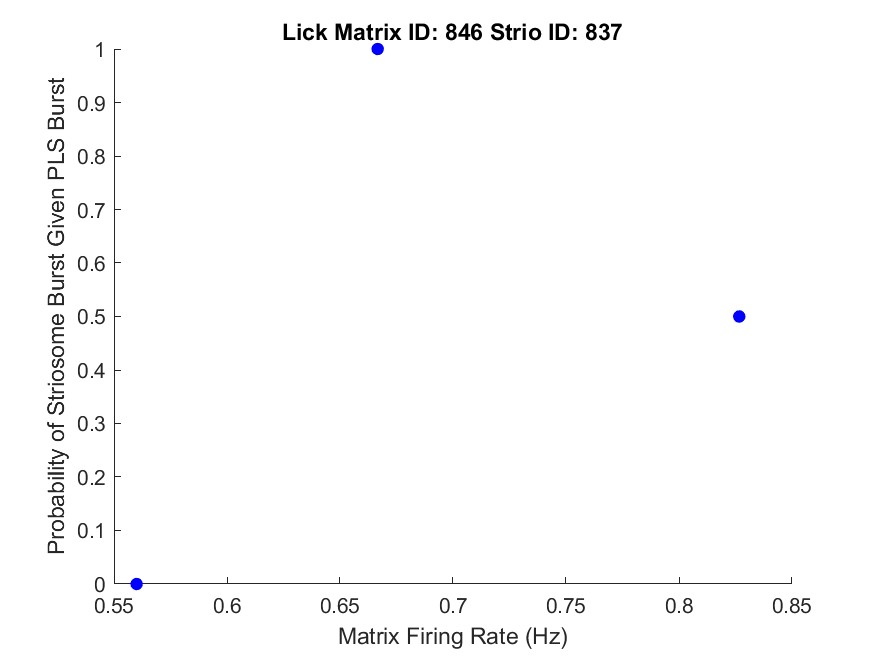 Lick Matrix ID: 846 Strio ID: 837
Probability of Striosome Burst Given PLS Burst
1
0.9
0.8
0.7
0.6
0.5
0.4
0.3
0.2
0.1
0
0.55 0.6 0.65 0.7 0.75 0.8 0.85
Matrix Firing Rate (Hz)